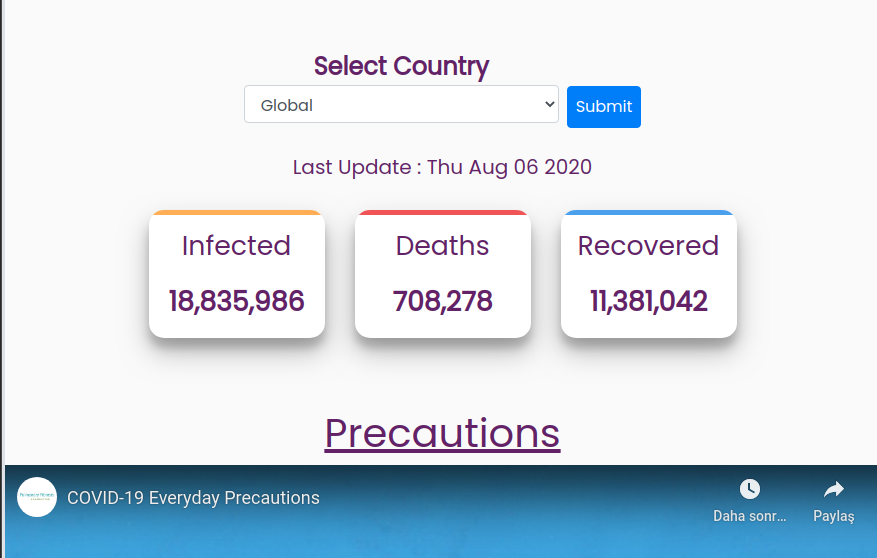 Select Country
Global
Submit
Last Update : Thu Aug 06 2020
Infected
18,835,986
Deaths
708,278
Recovered
11,381,042
Precautions
COVID-19 Everyday Precautions
Daha sonr...
Paylaş